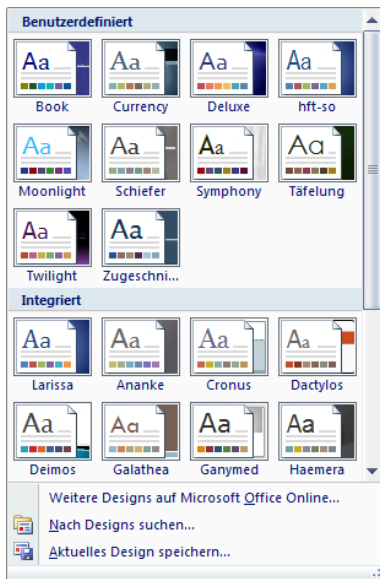 Benutzerdefiniert
Aa Aa Aa Aa
Book Currency Deluxe hft-so
Aa Aa Aa Aa
Moonlight Schiefer Symphony Täfelung
Aa Aa
Twilight Zugeschni...
Integriert
Aa Aa Aa Aa
Larissa Ananke Cronus Dactylos
Aa Aa Aa Aa
Deimos Galathea Ganymed Haemera
Weitere Designs auf Microsoft Office Online...
Nach Designs suchen...
Aktuelles Design speichern...